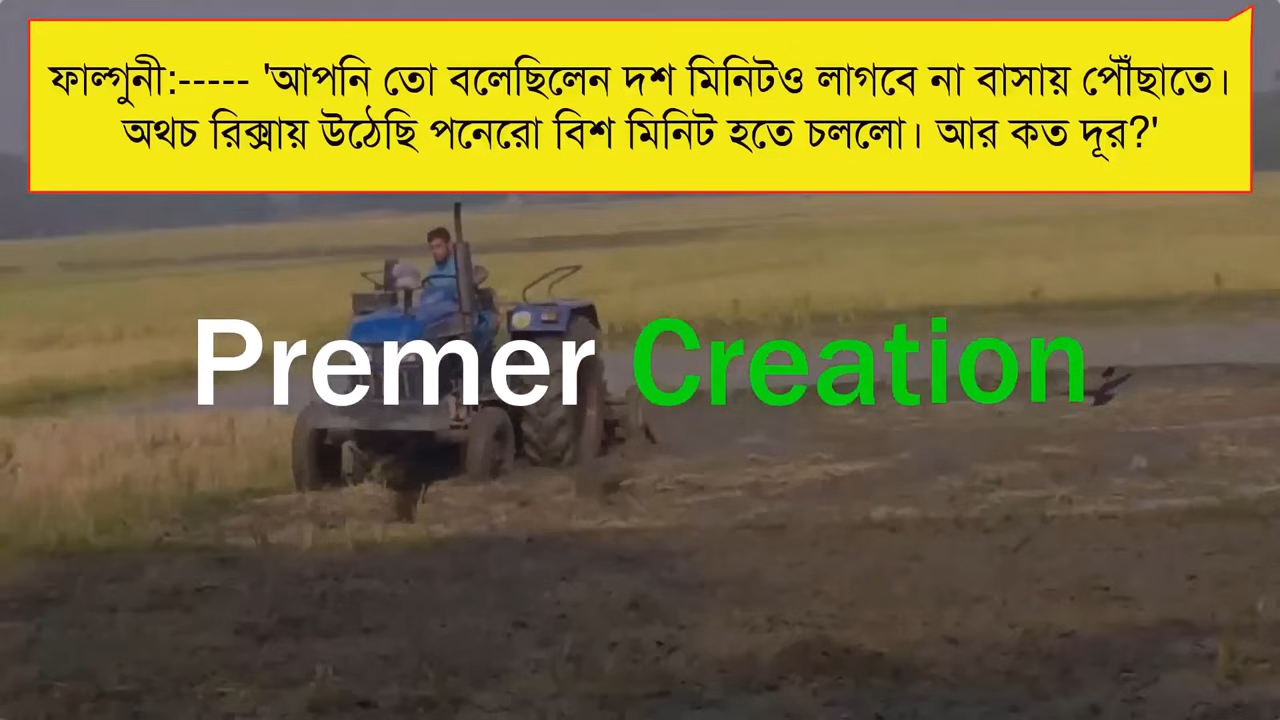 ফাল্গুনী:----- 'আপনি তো বলেছিলেন দশ মিনিটও লাগবে না বাসায় পৌঁছাতে।
অথচ রিক্সায় উঠেছি পনেরো বিশ মিনিট হতে চললো। আর কত দূর?'
Premer Creation